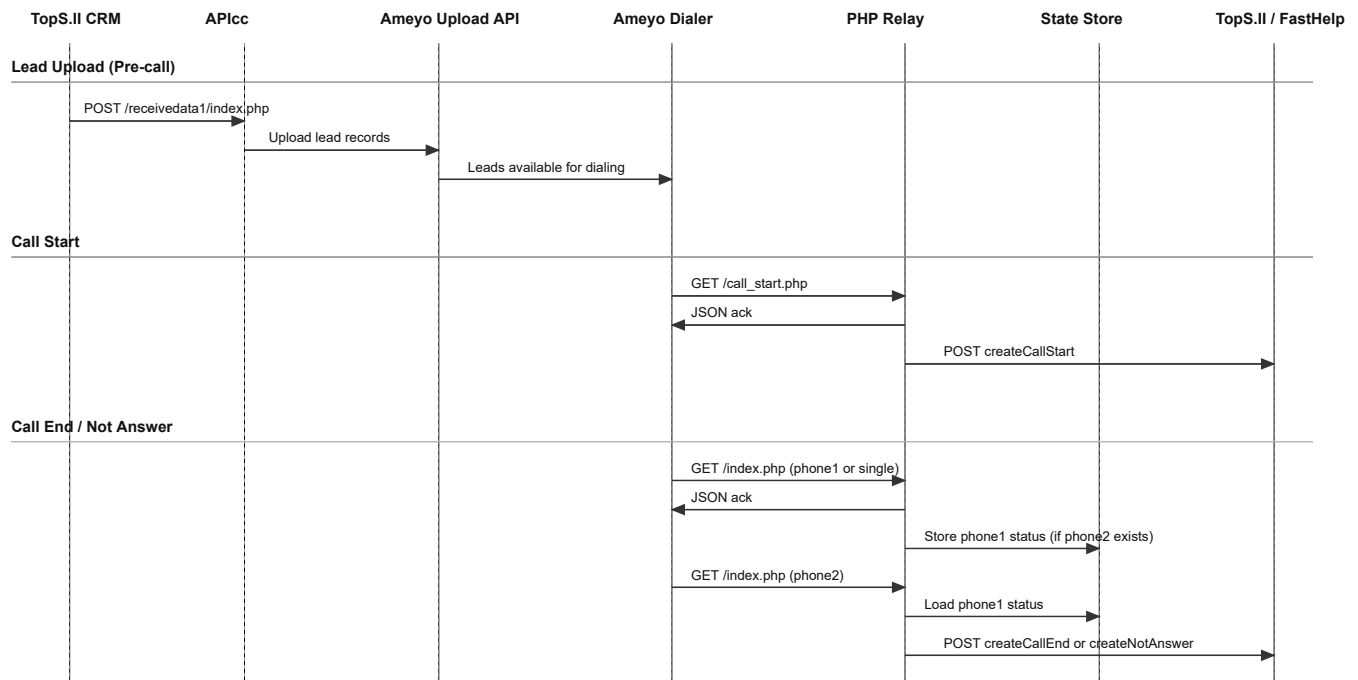 TopS.II CRM APIcc Ameyo Upload API Ameyo Dialer PHP Relay State Store TopS.II / FastHelp
Lead Upload (Pre-call)
POST /receivedata1/index.php
Upload lead records
Leads available for dialing
Call Start
GET /call_start.php
JSON ack
POST createCallStart
Call End / Not Answer
GET /index.php (phone1 or single)
JSON ack
Store phone1 status (if phone2 exists)
GET /index.php (phone2)
Load phone1 status
POST createCallEnd or createNotAnswer